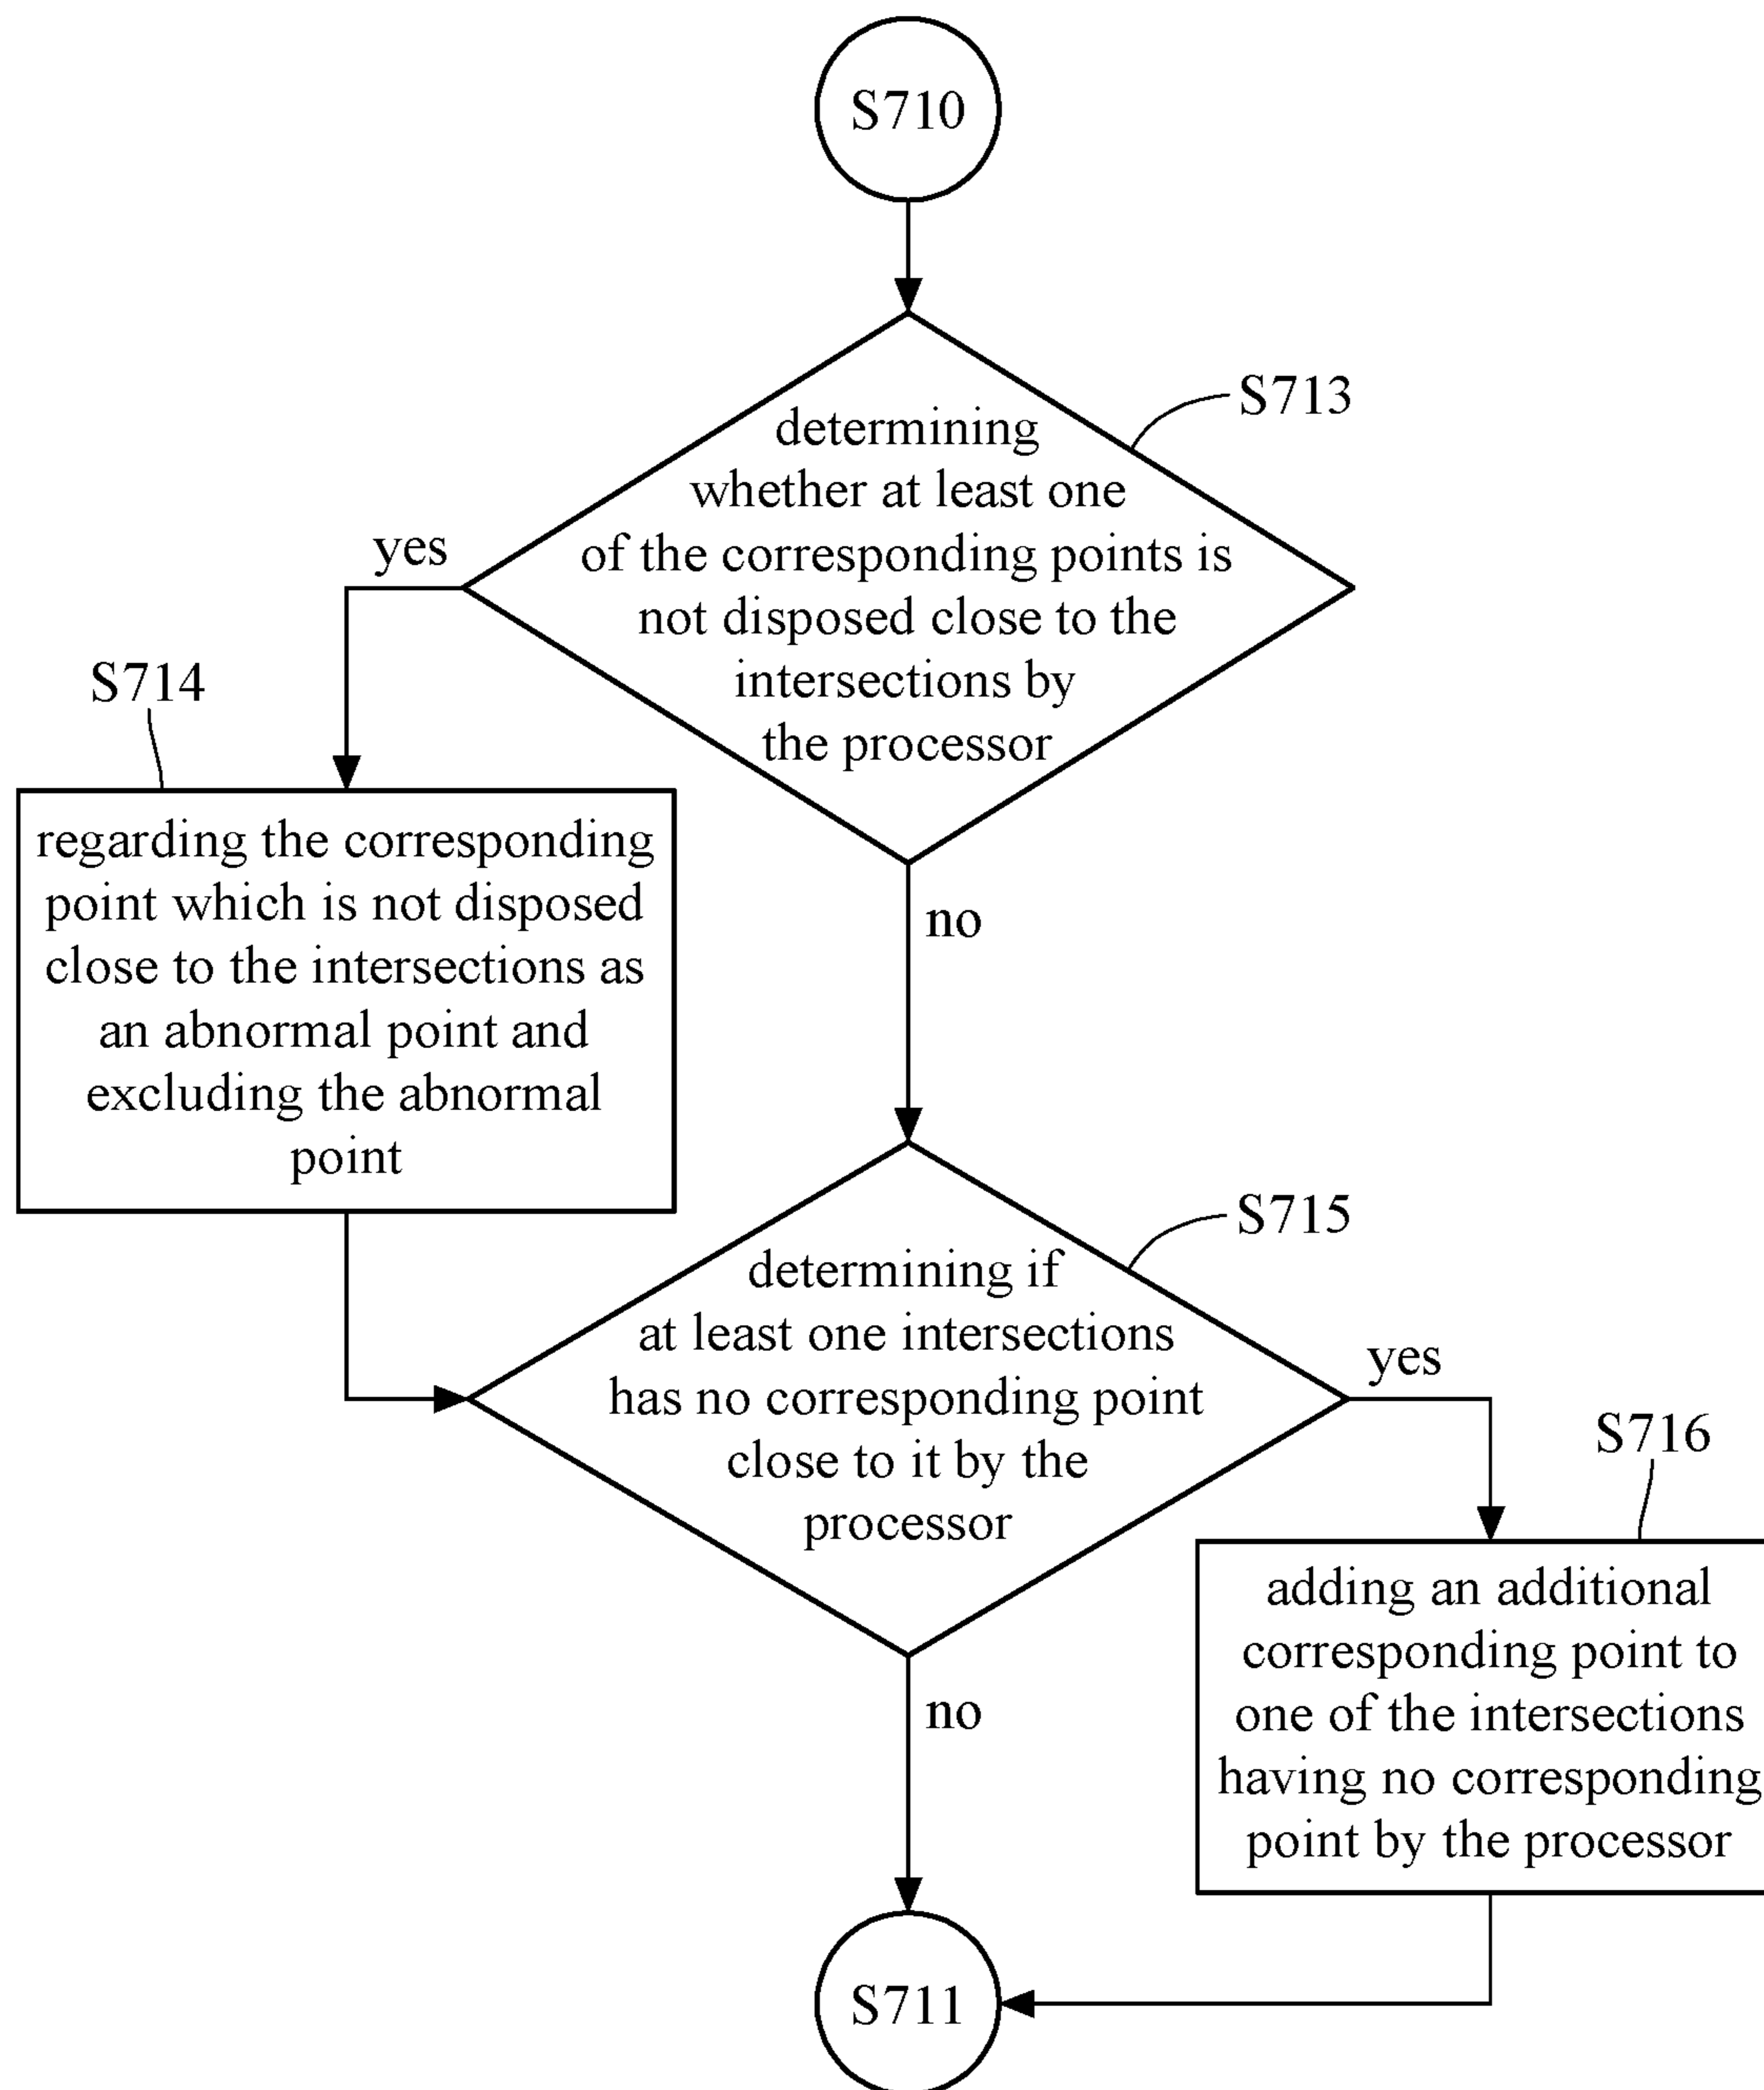 S710
S713
determining
whether at least one
of the corresponding points is
not disposed close to the
intersections by
the processor
yes
S714
regarding the corresponding
point which is not disposed
close to the intersections as
an abnormal point and
excluding the abnormal
point
no
S715
determining if
at least one intersections
has no corresponding point
close to it by the
processor
yes
S716
adding an additional
corresponding point to
one of the intersections
having no corresponding
point by the processor
no
S711